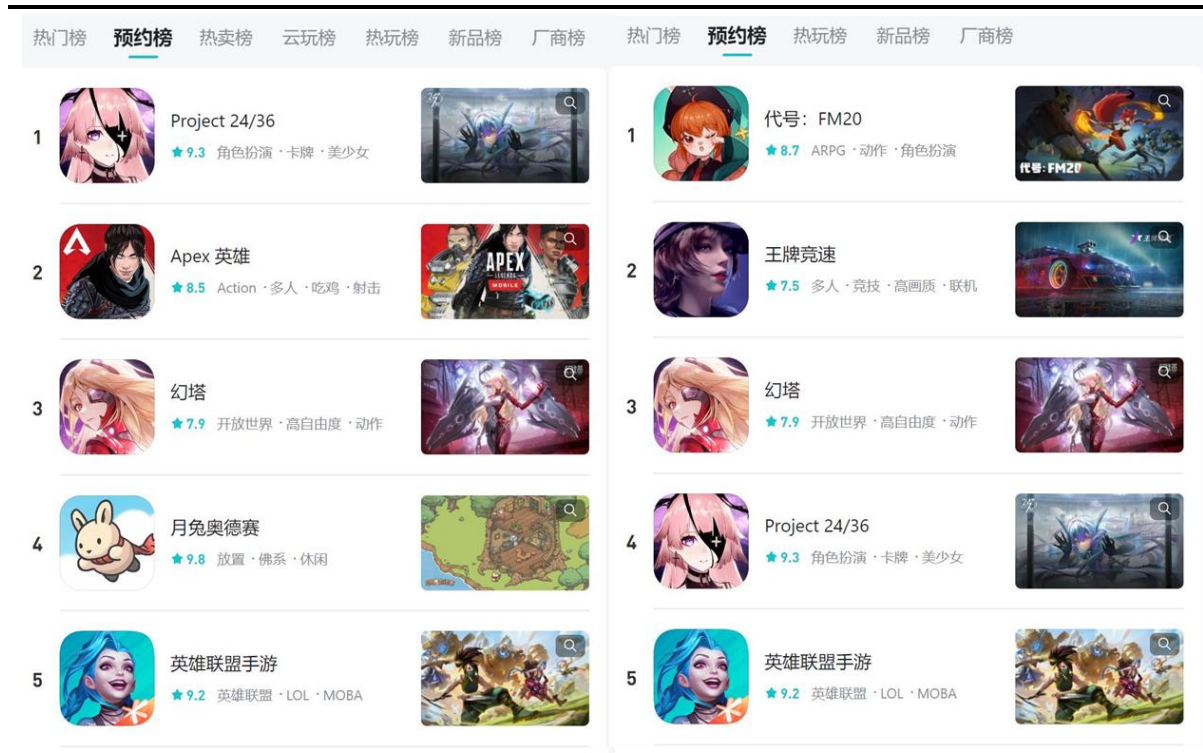 热门榜 预约榜 热卖榜 云玩榜 热玩榜 新品榜 厂商榜
1
Project 24/36
9.3 角色扮演 · 卡牌 · 美少女
2
Apex 英雄
8.5 Action · 多人 · 吃鸡 · 射击
APEX
LEGENDS
MOBILE
3
幻塔
7.9 开放世界 · 高自由度 · 动作
4
月兔奥德赛
9.8 放置 · 佛系 · 休闲
5
英雄联盟手游
9.2 英雄联盟 · LOL · MOBA
热门榜 预约榜 热玩榜 新品榜 厂商榜
1
代号：FM20
8.7 ARPG · 动作 · 角色扮演
代号:FM20
2
王牌竞速
7.5 多人 · 竞技 · 高画质 · 联机
3
幻塔
7.9 开放世界 · 高自由度 · 动作
4
Project 24/36
9.3 角色扮演 · 卡牌 · 美少女
5
英雄联盟手游
9.2 英雄联盟 · LOL · MOBA